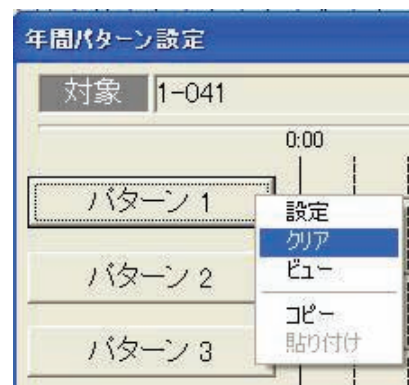 年間パターン設定
対象 1-041
0:00
パターン 1
設定
クリア
ビュー
パターン 2
コピー
貼り付け
パターン 3